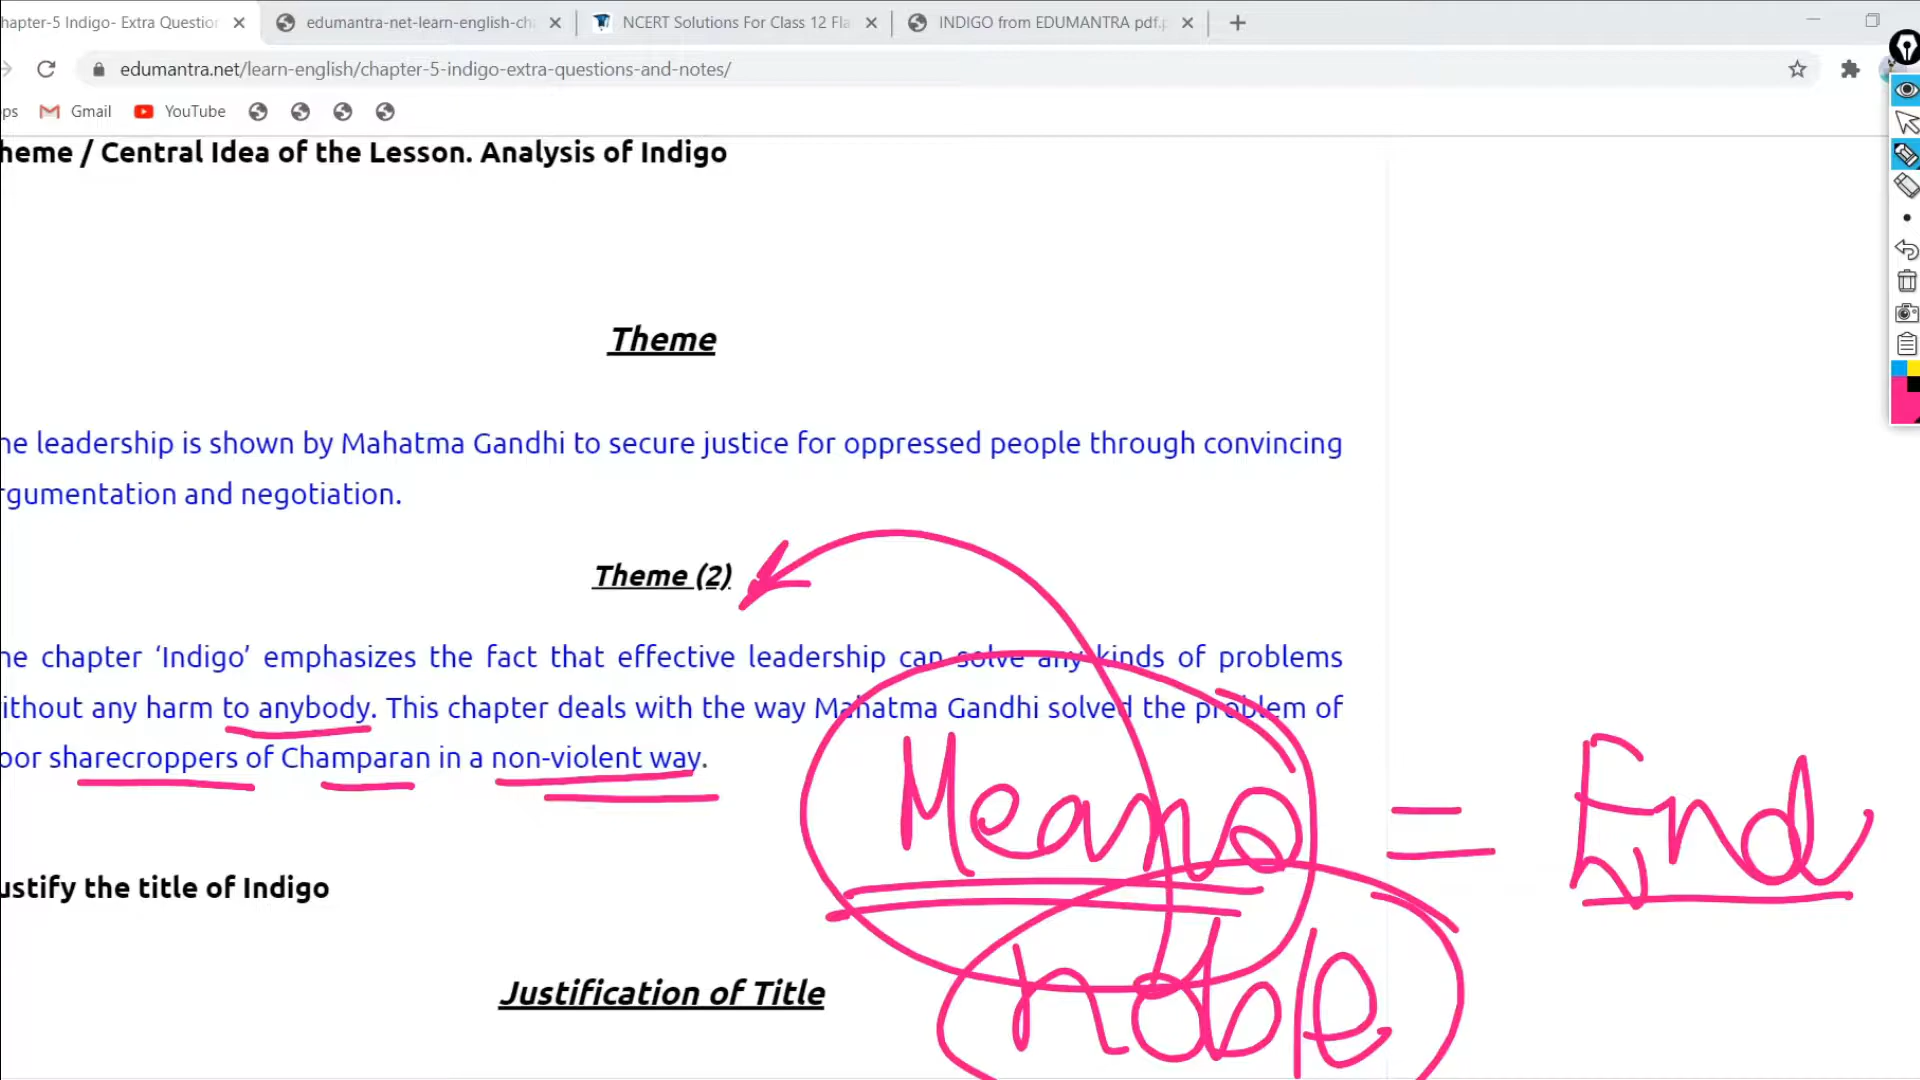 hapter-5 Indigo- Extra Question
edumantra-net-learn-english-ch
NCERT Solutions For Class 12 Fla
INDIGO from EDUMANTRA pdf.p
edumantra.net/learn-english/chapter-5-indigo-extra-questions-and-notes/
ps Gmail YouTube
heme / Central Idea of the Lesson. Analysis of Indigo
Theme
he leadership is shown by Mahatma Gandhi to secure justice for oppressed people through convincing
rgumentation and negotiation.
Theme (2)
he chapter ‘Indigo’ emphasizes the fact that effective leadership can solve any kinds of problems
ithout any harm to anybody. This chapter deals with the way Mahatma Gandhi solved the problem of
oor sharecroppers of Champaran in a non-violent way.
Means = End
ustify the title of Indigo
noble
Justification of Title